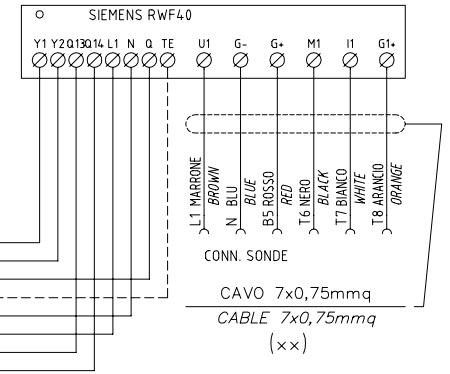 SIEMENS RWF40
Y1 Y2 Q13 Q14 L1 N Q TE U1 G- G+ M1 I1 G1+
L1 MARRONE
BROWN
N BLU
BLUE
B5 ROSSO
RED
T6 NERO
BLACK
T7 BIANCO
WHITE
T8 ARANCIO
ORANGE
CONN. SONDE
CAVO 7x0,75mmq
CABLE 7x0,75mmq
(xx)